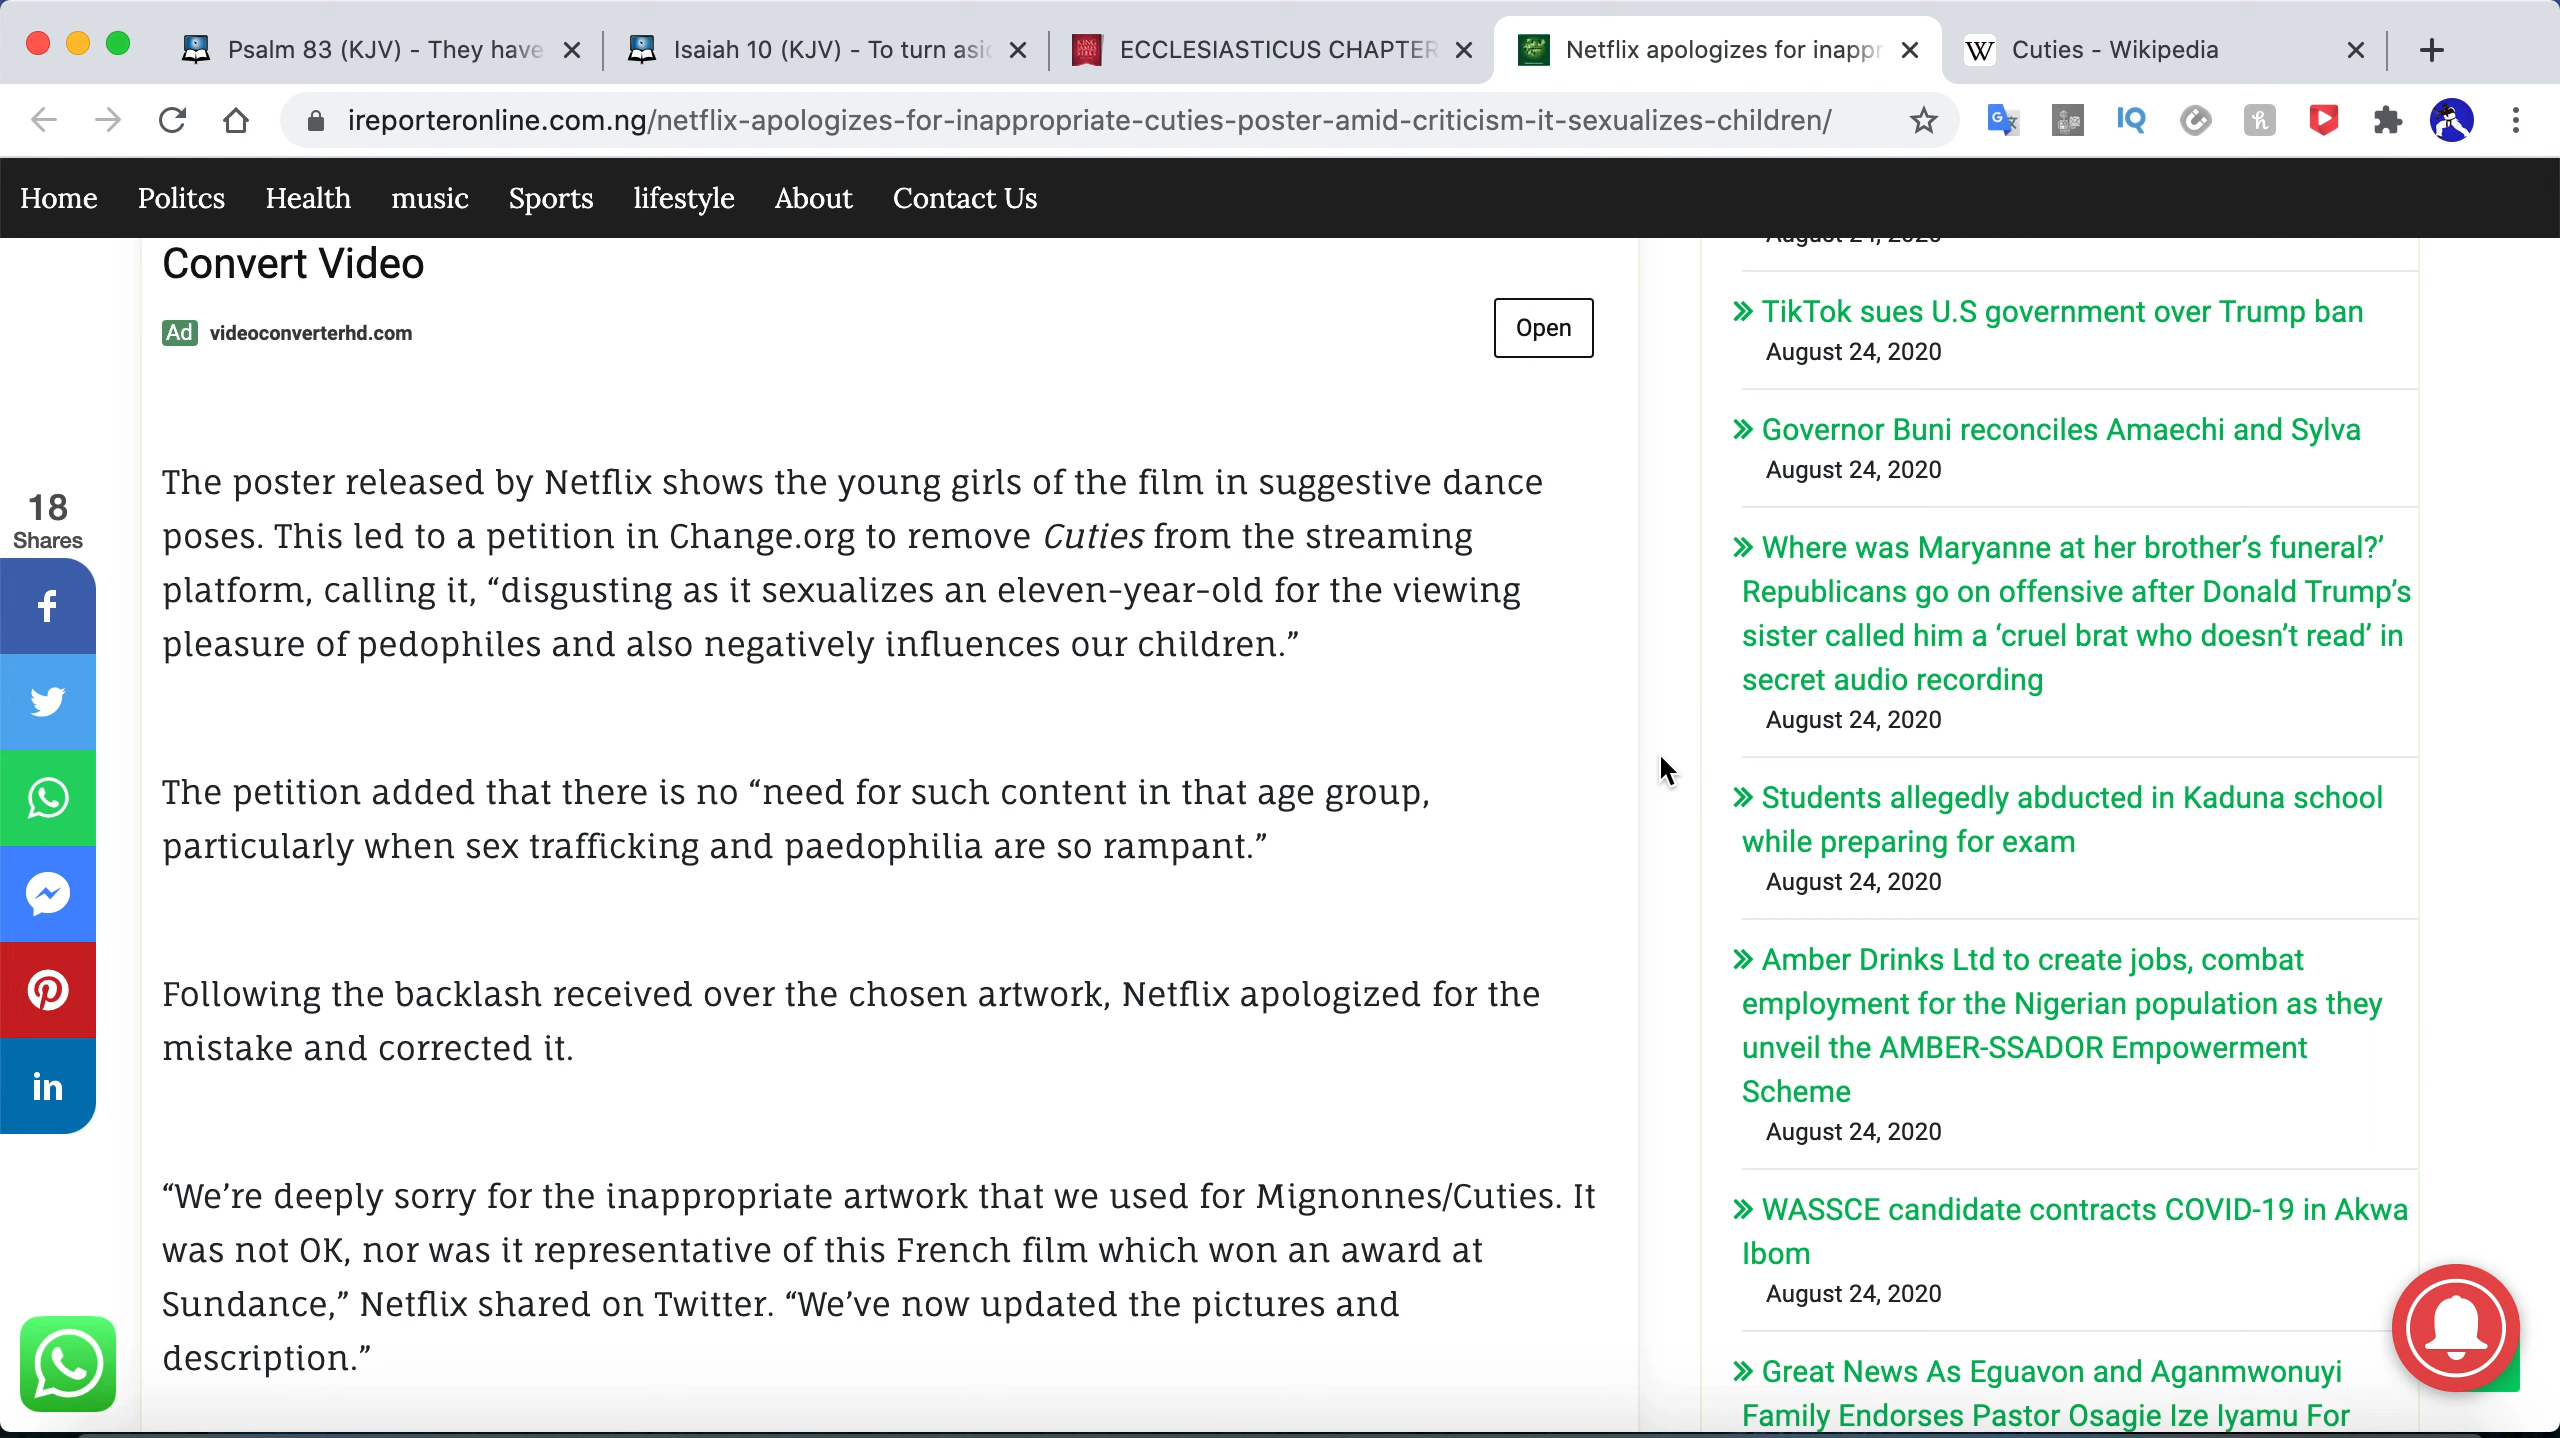 Psalm 83 (KJV) - They have
Isaiah 10 (KJV) - To turn asid
ECCLESIASTICUS CHAPTER
Netflix apologizes for inappr
W Cuties - Wikipedia
ireporteronline.com.ng/netflix-apologizes-for-inappropriate-cuties-poster-amid-criticism-it-sexualizes-children/
IQ
Home Politcs Health music Sports lifestyle About Contact Us
Convert Video
Ad videoconverterhd.com
Open
The poster released by Netflix shows the young girls of the film in suggestive dance
poses. This led to a petition in Change.org to remove Cuties from the streaming
platform, calling it, “disgusting as it sexualizes an eleven-year-old for the viewing
pleasure of pedophiles and also negatively influences our children.”
The petition added that there is no “need for such content in that age group,
particularly when sex trafficking and paedophilia are so rampant.”
Following the backlash received over the chosen artwork, Netflix apologized for the
mistake and corrected it.
“We’re deeply sorry for the inappropriate artwork that we used for Mignonnes/Cuties. It
was not OK, nor was it representative of this French film which won an award at
Sundance,” Netflix shared on Twitter. “We’ve now updated the pictures and
description.”
18
Shares
August 24, 2020
» TikTok sues U.S government over Trump ban
August 24, 2020
» Governor Buni reconciles Amaechi and Sylva
August 24, 2020
» Where was Maryanne at her brother’s funeral?’
Republicans go on offensive after Donald Trump’s
sister called him a ‘cruel brat who doesn’t read’ in
secret audio recording
August 24, 2020
» Students allegedly abducted in Kaduna school
while preparing for exam
August 24, 2020
» Amber Drinks Ltd to create jobs, combat
employment for the Nigerian population as they
unveil the AMBER-SSADOR Empowerment
Scheme
August 24, 2020
» WASSCE candidate contracts COVID-19 in Akwa
Ibom
August 24, 2020
» Great News As Eguavon and Aganmwonuyi
Family Endorses Pastor Osagie Ize Iyamu For